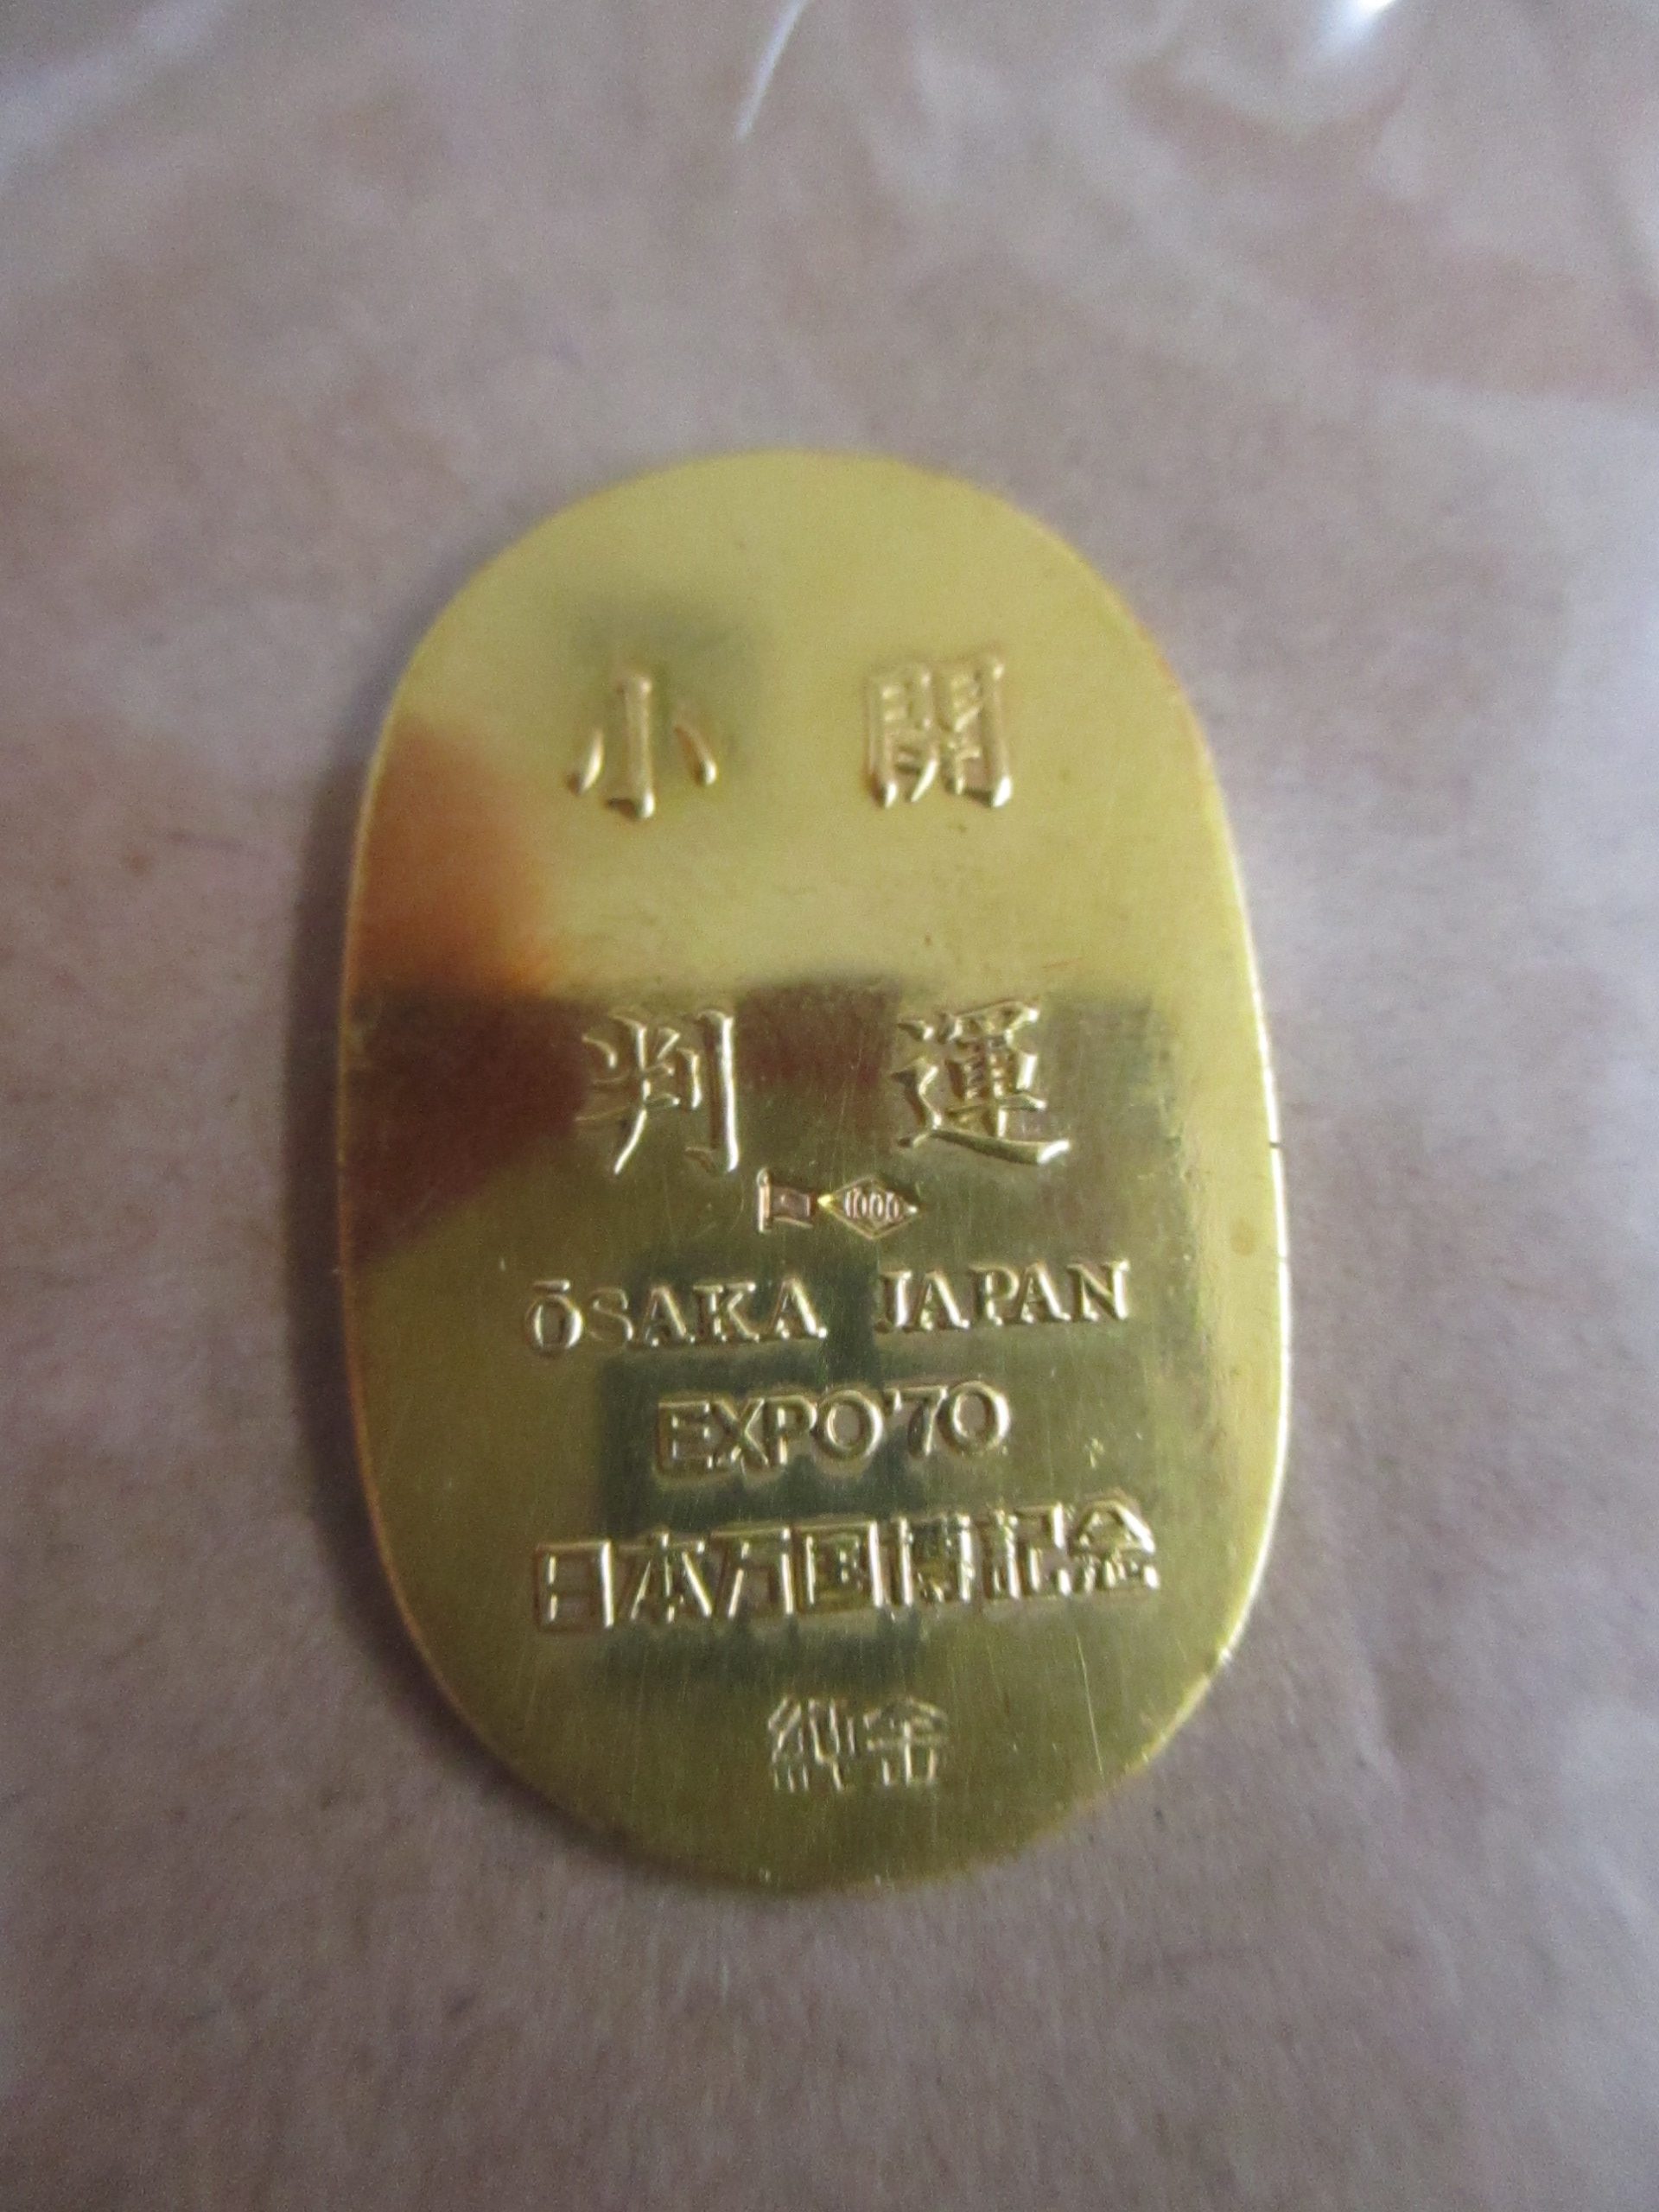 開運
小判
1000
ŌSAKA JAPAN
EXPO'70
日本万国博記念
純金